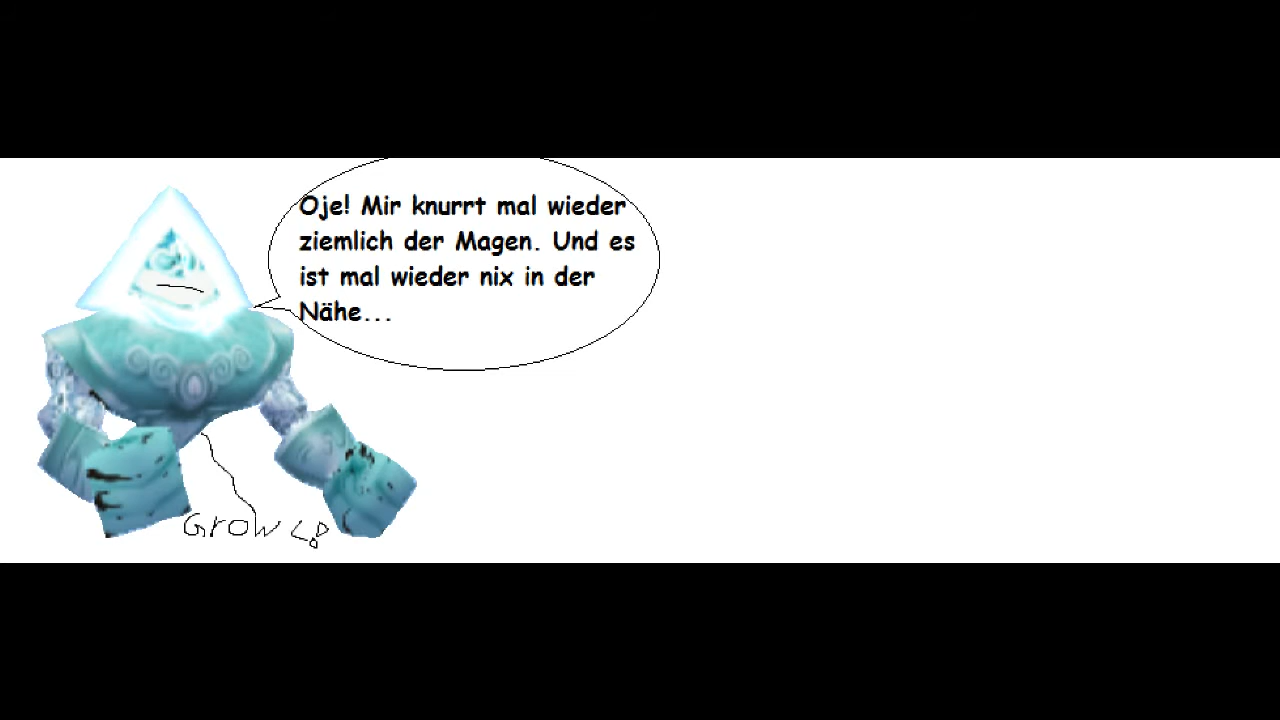 Oje! Mir knurrt mal wieder
ziemlich der Magen. Und es
ist mal wieder nix in der
Nähe...
GrOWL!